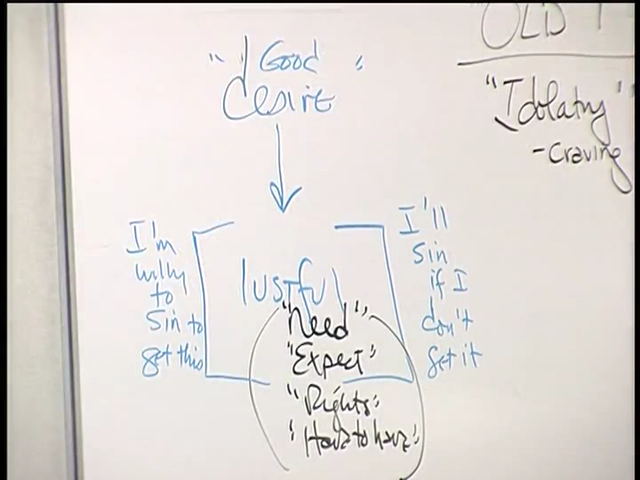 "Good"
Desire
"OLD
"Idolatry"
-Craving
I'm
willing
to
Sin to
get this
lustful
"Need"
"Expect"
"Rights"
"Have to have"
I'll
Sin
if I
don't
get it